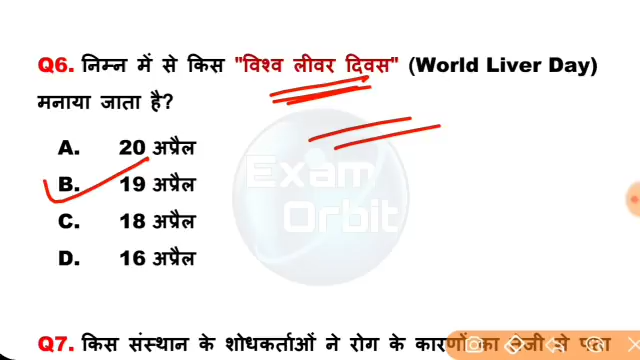 Q6. निम्न में से किस "विश्व लीवर दिवस" (World Liver Day)
मनाया जाता है?
A. 20 अप्रैल
B. 19 अप्रैल
C. 18 अप्रैल
D. 16 अप्रैल
Exam
Orbit
Q7. किस संस्थान के शोधकर्ताओं ने रोग के कारणों का तेजी से पता